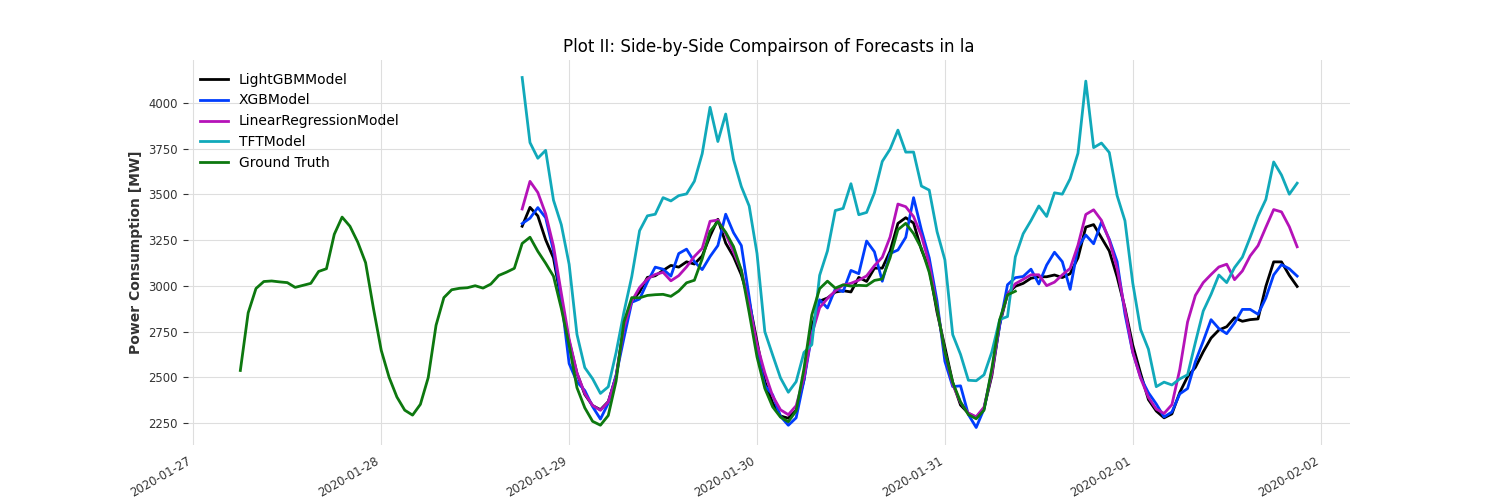 Plot II: Side-by-Side Compairson of Forecasts in la
LightGBMModel
XGBModel
LinearRegressionModel
TFTModel
Ground Truth
Power Consumption [MW]
4000
3750
3500
3250
3000
2750
2500
2250
2020-01-27
2020-01-28
2020-01-29
2020-01-30
2020-01-31
2020-02-01
2020-02-02